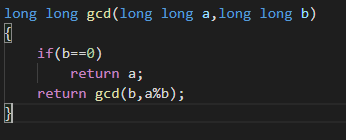 long long gcd(long long a,long long b)
{
    if(b==0)
        return a;
    return gcd(b,a%b);
}